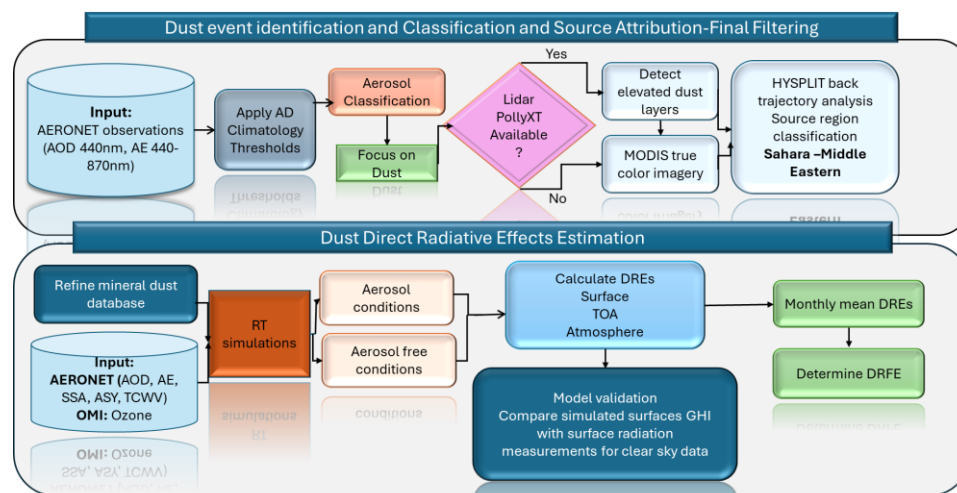 Dust event identification and Classification and Source Attribution-Final Filtering
Input:
AERONET observations
(AOD 440nm, AE 440-
870nm)
Apply AD
Climatology
Thresholds
Aerosol
Classification
Focus on
Dust
Lidar
PollyXT
Available
?
Yes
No
Detect
elevated dust
layers
MODIS true
color imagery
HYSPLIT back
trajectory analysis
Source region
classification
Sahara –Middle
Eastern
Dust Direct Radiative Effects Estimation
Refine mineral dust
database
Input:
AERONET (AOD, AE,
SSA, ASY, TCWV)
OMI: Ozone
RT
simulations
Aerosol
conditions
Aerosol free
conditions
Calculate DREs
Surface
TOA
Atmosphere
Model validation
Compare simulated surfaces GHI
with surface radiation
measurements for clear sky data
Monthly mean DREs
Determine DRFE